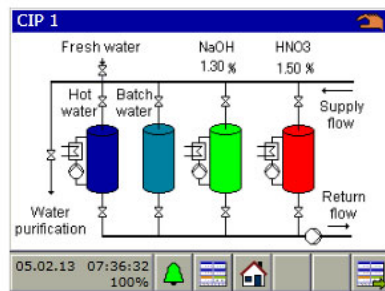 CIP 1
Fresh water
NaOH
1.30 %
HNO3
1.50 %
Hot
water
Batch
water
Supply
flow
Water
purification
Return
flow
05.02.13 07:36:32
100%